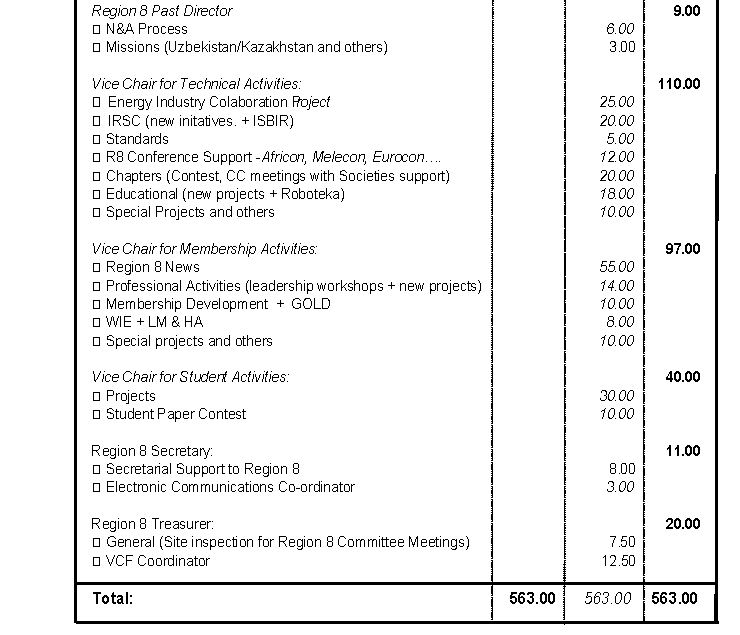 Region 8 Past Director 9.00
N&A Process 6.00
Missions (Uzbekistan/Kazakhstan and others) 3.00
Vice Chair for Technical Activities: 110.00
Energy Industry Colaboration Project 25.00
IRSC (new initatives. + ISBIR) 20.00
Standards 5.00
R8 Conference Support -Africon, Melecon, Eurocon.... 12.00
Chapters (Contest, CC meetings with Societies support) 20.00
Educational (new projects + Roboteka) 18.00
Special Projects and others 10.00
Vice Chair for Membership Activities: 97.00
Region 8 News 55.00
Professional Activities (leadership workshops + new projects) 14.00
Membership Development + GOLD 10.00
WIE + LM & HA 8.00
Special projects and others 10.00
Vice Chair for Student Activities: 40.00
Projects 30.00
Student Paper Contest 10.00
Region 8 Secretary: 11.00
Secretarial Support to Region 8 8.00
Electronic Communications Co-ordinator 3.00
Region 8 Treasurer: 20.00
General (Site inspection for Region 8 Committee Meetings) 7.50
VCF Coordinator 12.50
Total: 563.00 563.00 563.00